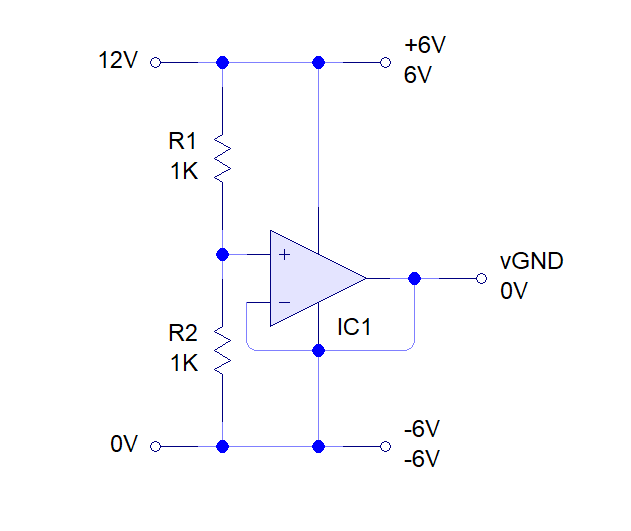 12V
+6V
6V
R1
1K
+
vGND
0V
−
IC1
R2
1K
0V
-6V
-6V